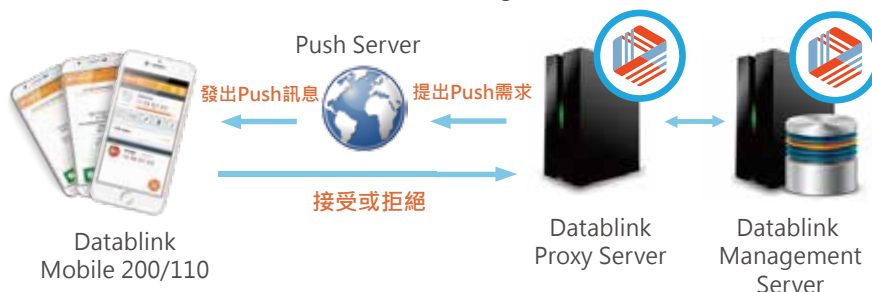 Push Server
發出Push訊息
提出Push需求
接受或拒絕
Datablink
Mobile 200/110
Datablink
Proxy Server
Datablink
Management
Server